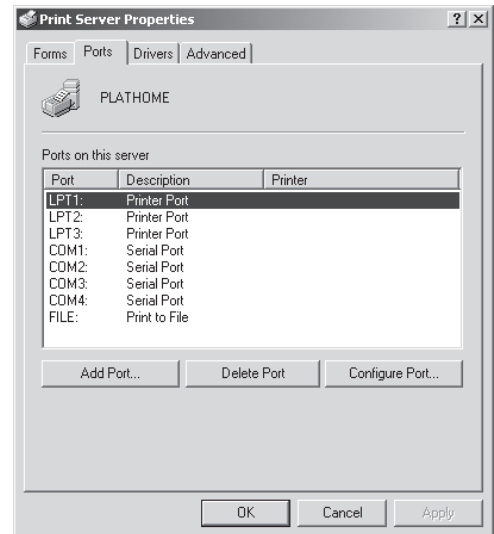 Print Server Properties
Forms Ports Drivers Advanced
PLATHOME
Ports on this server
Port Description Printer
LPT1: Printer Port
LPT2: Printer Port
LPT3: Printer Port
COM1: Serial Port
COM2: Serial Port
COM3: Serial Port
COM4: Serial Port
FILE: Print to File
Add Port... Delete Port Configure Port...
OK Cancel Apply